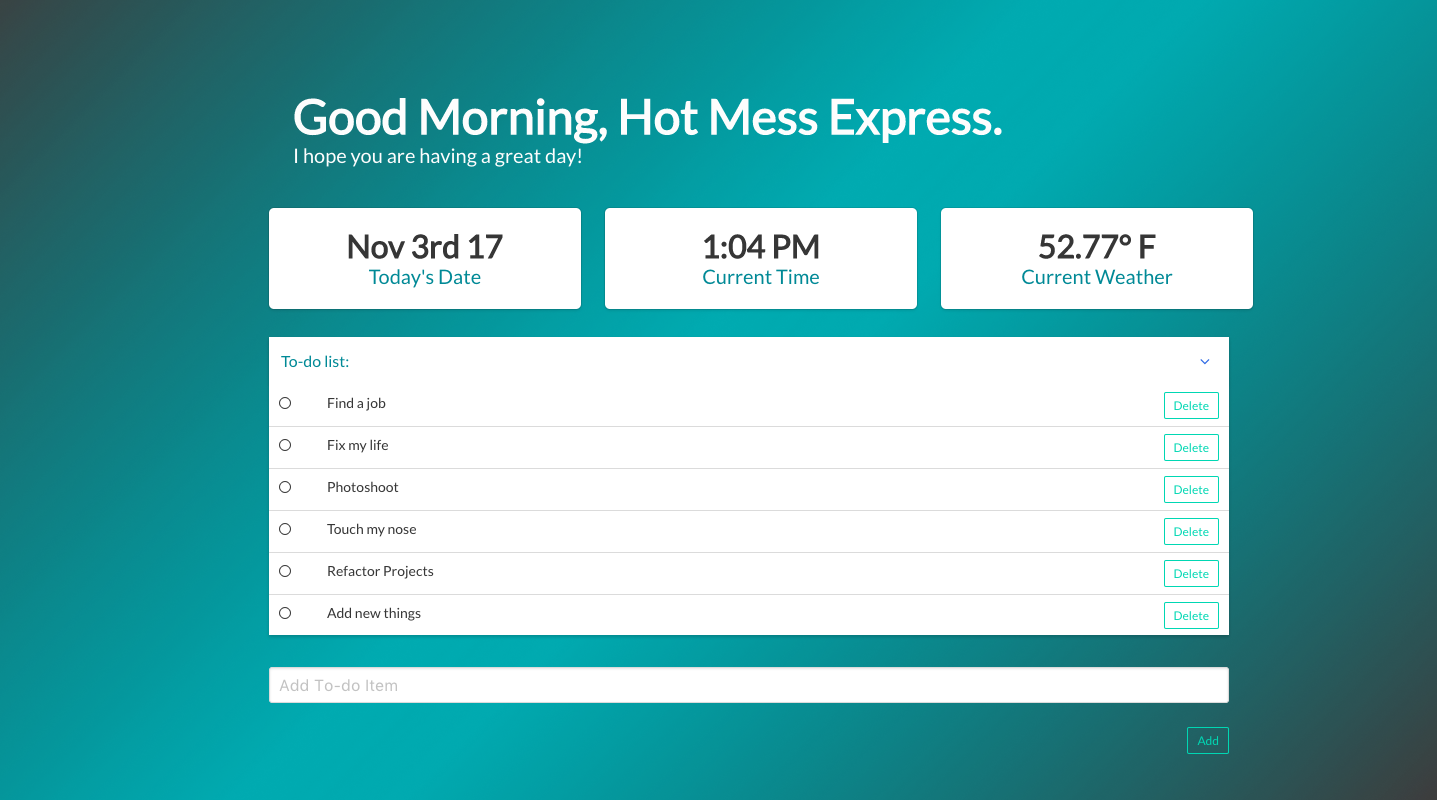 Good Morning, Hot Mess Express.
I hope you are having a great day!
Nov 3rd 17
Today's Date
1:04 PM
Current Time
52.77° F
Current Weather
To-do list:
Find a job
Delete
Fix my life
Delete
Photoshoot
Delete
Touch my nose
Delete
Refactor Projects
Delete
Add new things
Delete
Add To-do Item
Add